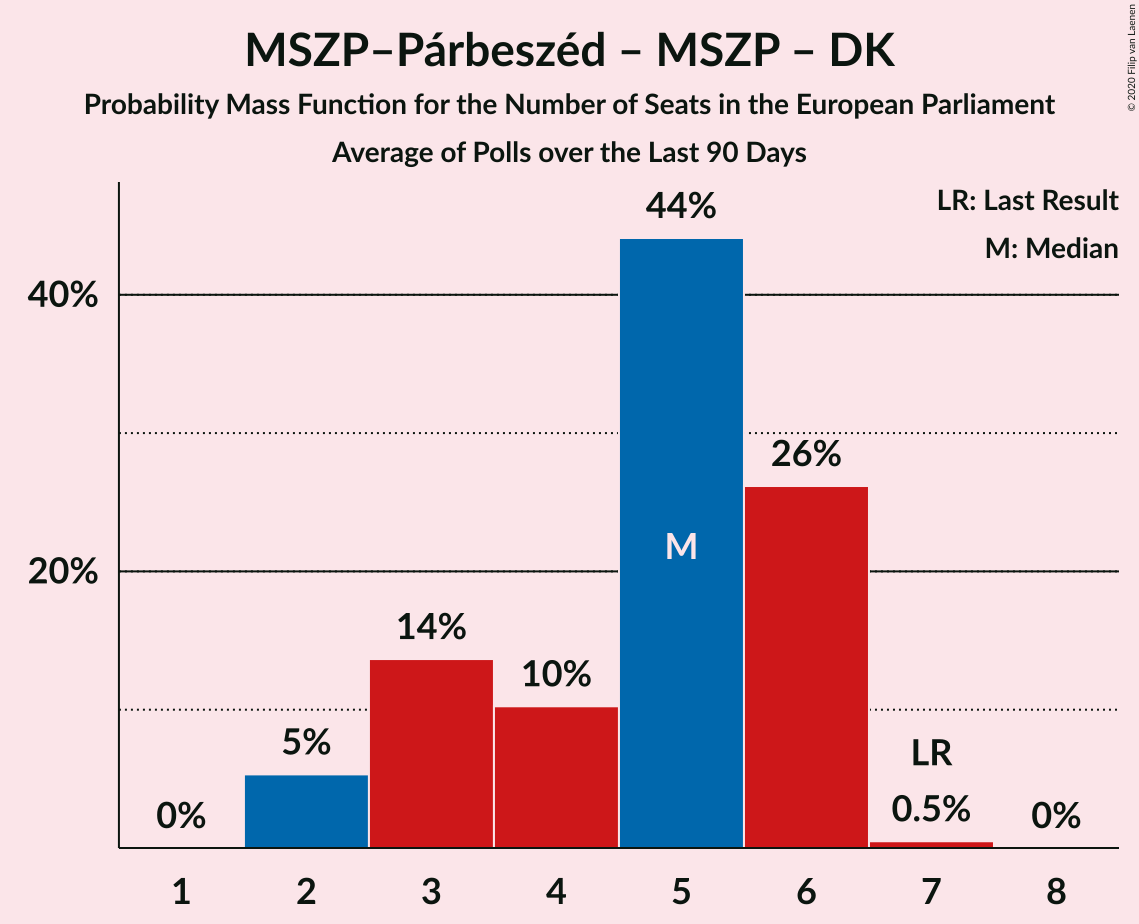 MSZP–Párbeszéd – MSZP – DK
Probability Mass Function for the Number of Seats in the European Parliament
Average of Polls over the Last 90 Days
© 2020 Filip van Laenen
LR: Last Result
M: Median
44%
40%
26%
M
20%
14%
10%
5%
LR
0%
0.5%
0%
1 2 3 4 5 6 7 8